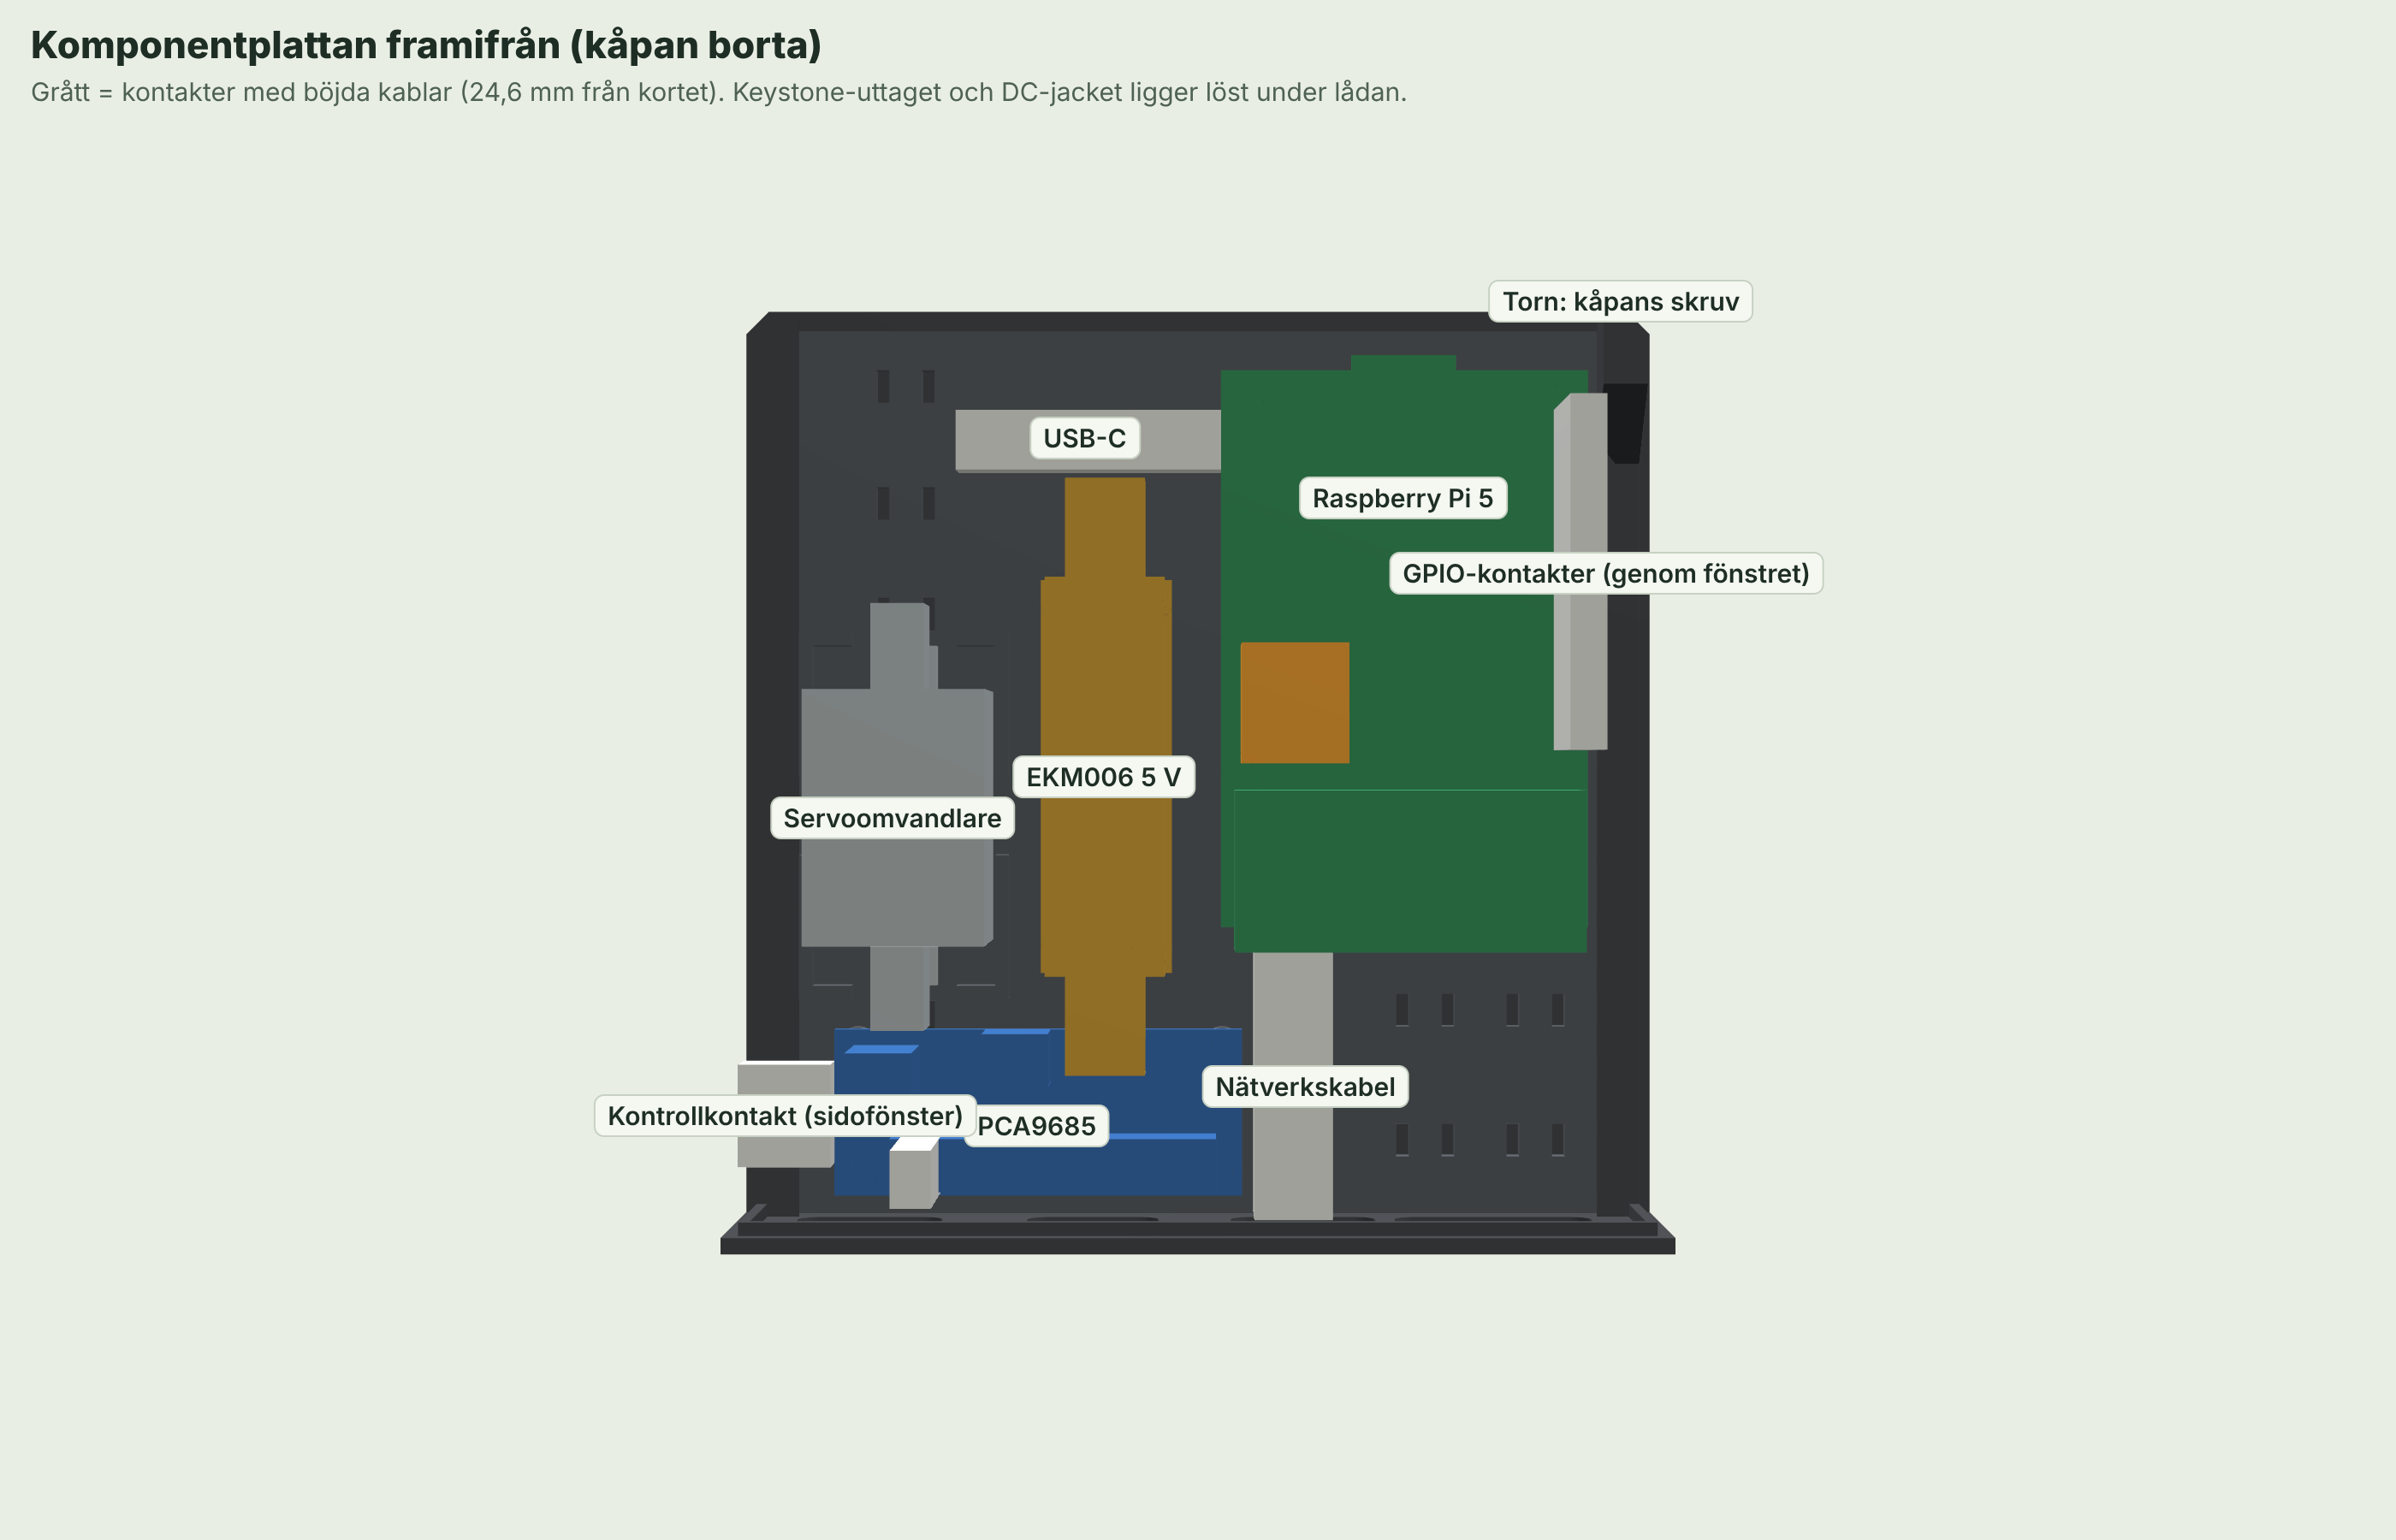 Komponentplattan framifrån (kåpan borta)
Grått = kontakter med böjda kablar (24,6 mm från kortet). Keystone-uttaget och DC-jacket ligger löst under lådan.
Torn: kåpans skruv
USB-C
Raspberry Pi 5
GPIO-kontakter (genom fönstret)
EKM006 5 V
Servoomvandlare
Nätverkskabel
Kontrollkontakt (sidofönster)
PCA9685